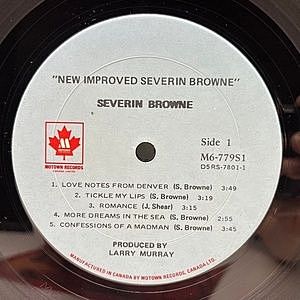 "NEW IMPROVED SEVERIN BROWNE"
SEVERIN BROWNE
Side 1
M6-779S1
D5RS-7801-1
MOTOWN RECORDS
1. LOVE NOTES FROM DENVER (S. Browne) 3:49
2. TICKLE MY LIPS (S. Browne) 3:19
3. ROMANCE (J. Shear) 3:15
4. MORE DREAMS IN THE SEA (S. Browne) 2:55
5. CONFESSIONS OF A MADMAN (S. Browne) 3:45
PRODUCED BY
LARRY MURRAY
MANUFACTURED IN CANADA BY MOTOWN RECORDS, CANADA LTD.